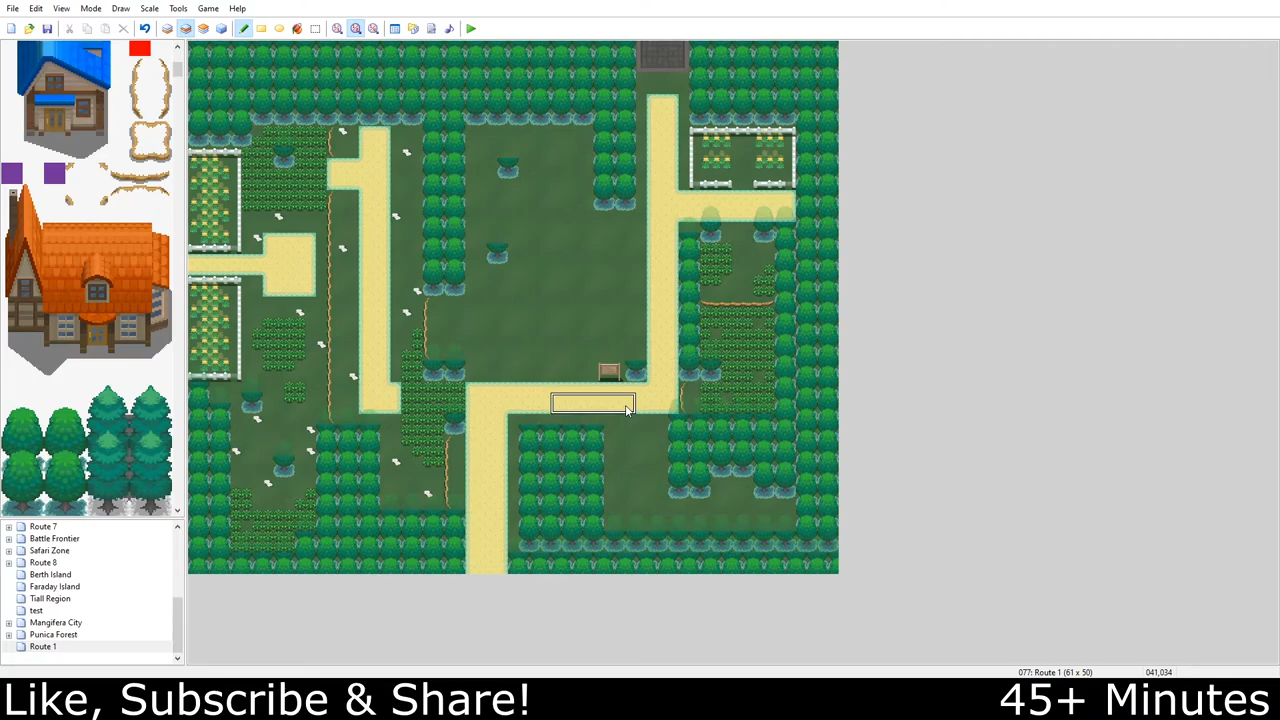 File Edit View Mode Draw Scale Tools Game Help
Route 7
Battle Frontier
Safari Zone
Route 8
Berth Island
Faraday Island
Tiall Region
test
Mangifera City
Punica Forest
Route 1
077: Route 1 (61 x 50) 041,034
Like, Subscribe & Share! 45+ Minutes